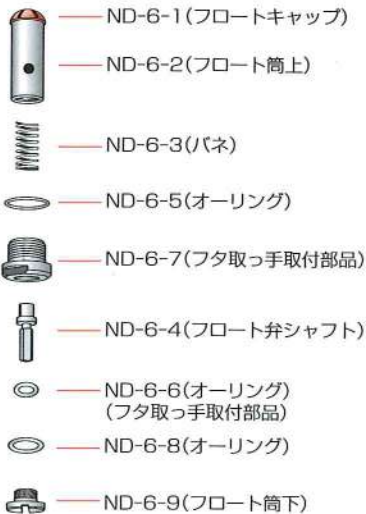 ND-6-1(フロートキャップ)
ND-6-2(フロート筒上)
ND-6-3(バネ)
ND-6-5(オーリング)
ND-6-7(フタ取っ手取付部品)
ND-6-4(フロート弁シャフト)
ND-6-6(オーリング)
(フタ取っ手取付部品)
ND-6-8(オーリング)
ND-6-9(フロート筒下)